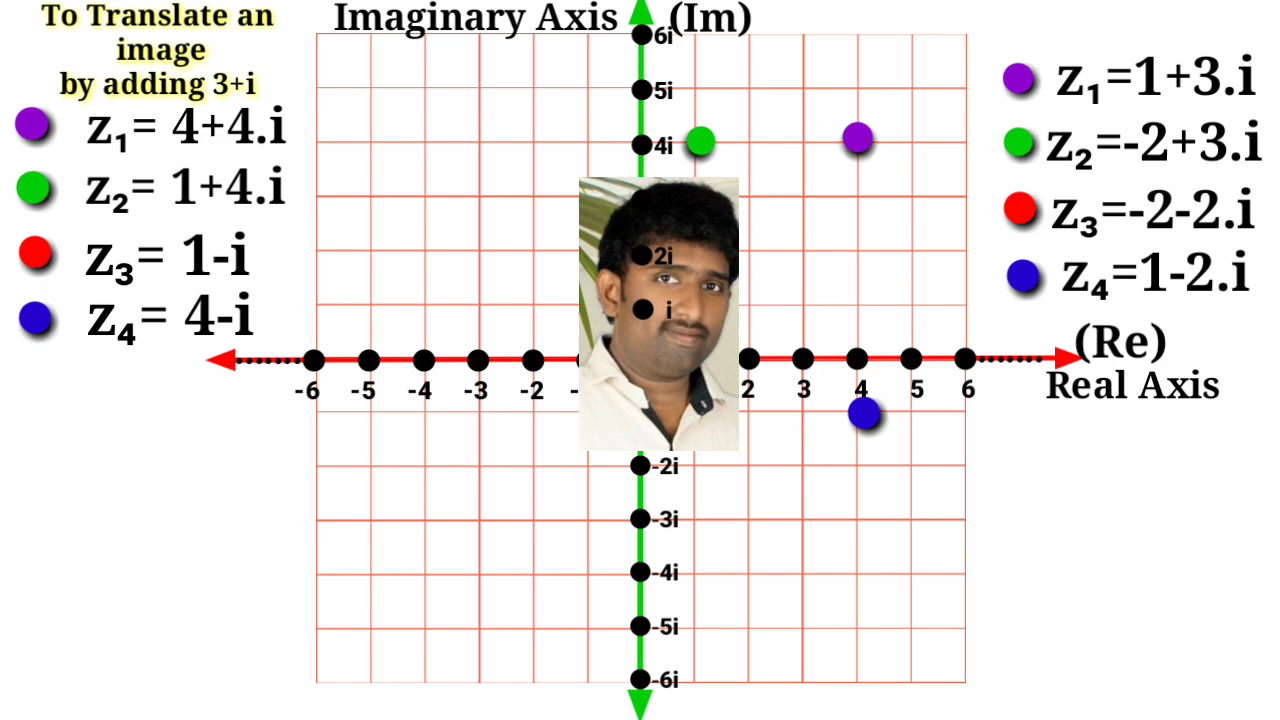 To Translate an
image
by adding 3+i
z₁= 4+4.i
z₂= 1+4.i
z₃= 1-i
z₄= 4-i
Imaginary Axis (Im)
6i
5i
4i
2i
i
-2i
-3i
-4i
-5i
-6i
-6 -5 -4 -3 -2 - 2 3 4 5 6
z₁=1+3.i
z₂=-2+3.i
z₃=-2-2.i
z₄=1-2.i
(Re)
Real Axis